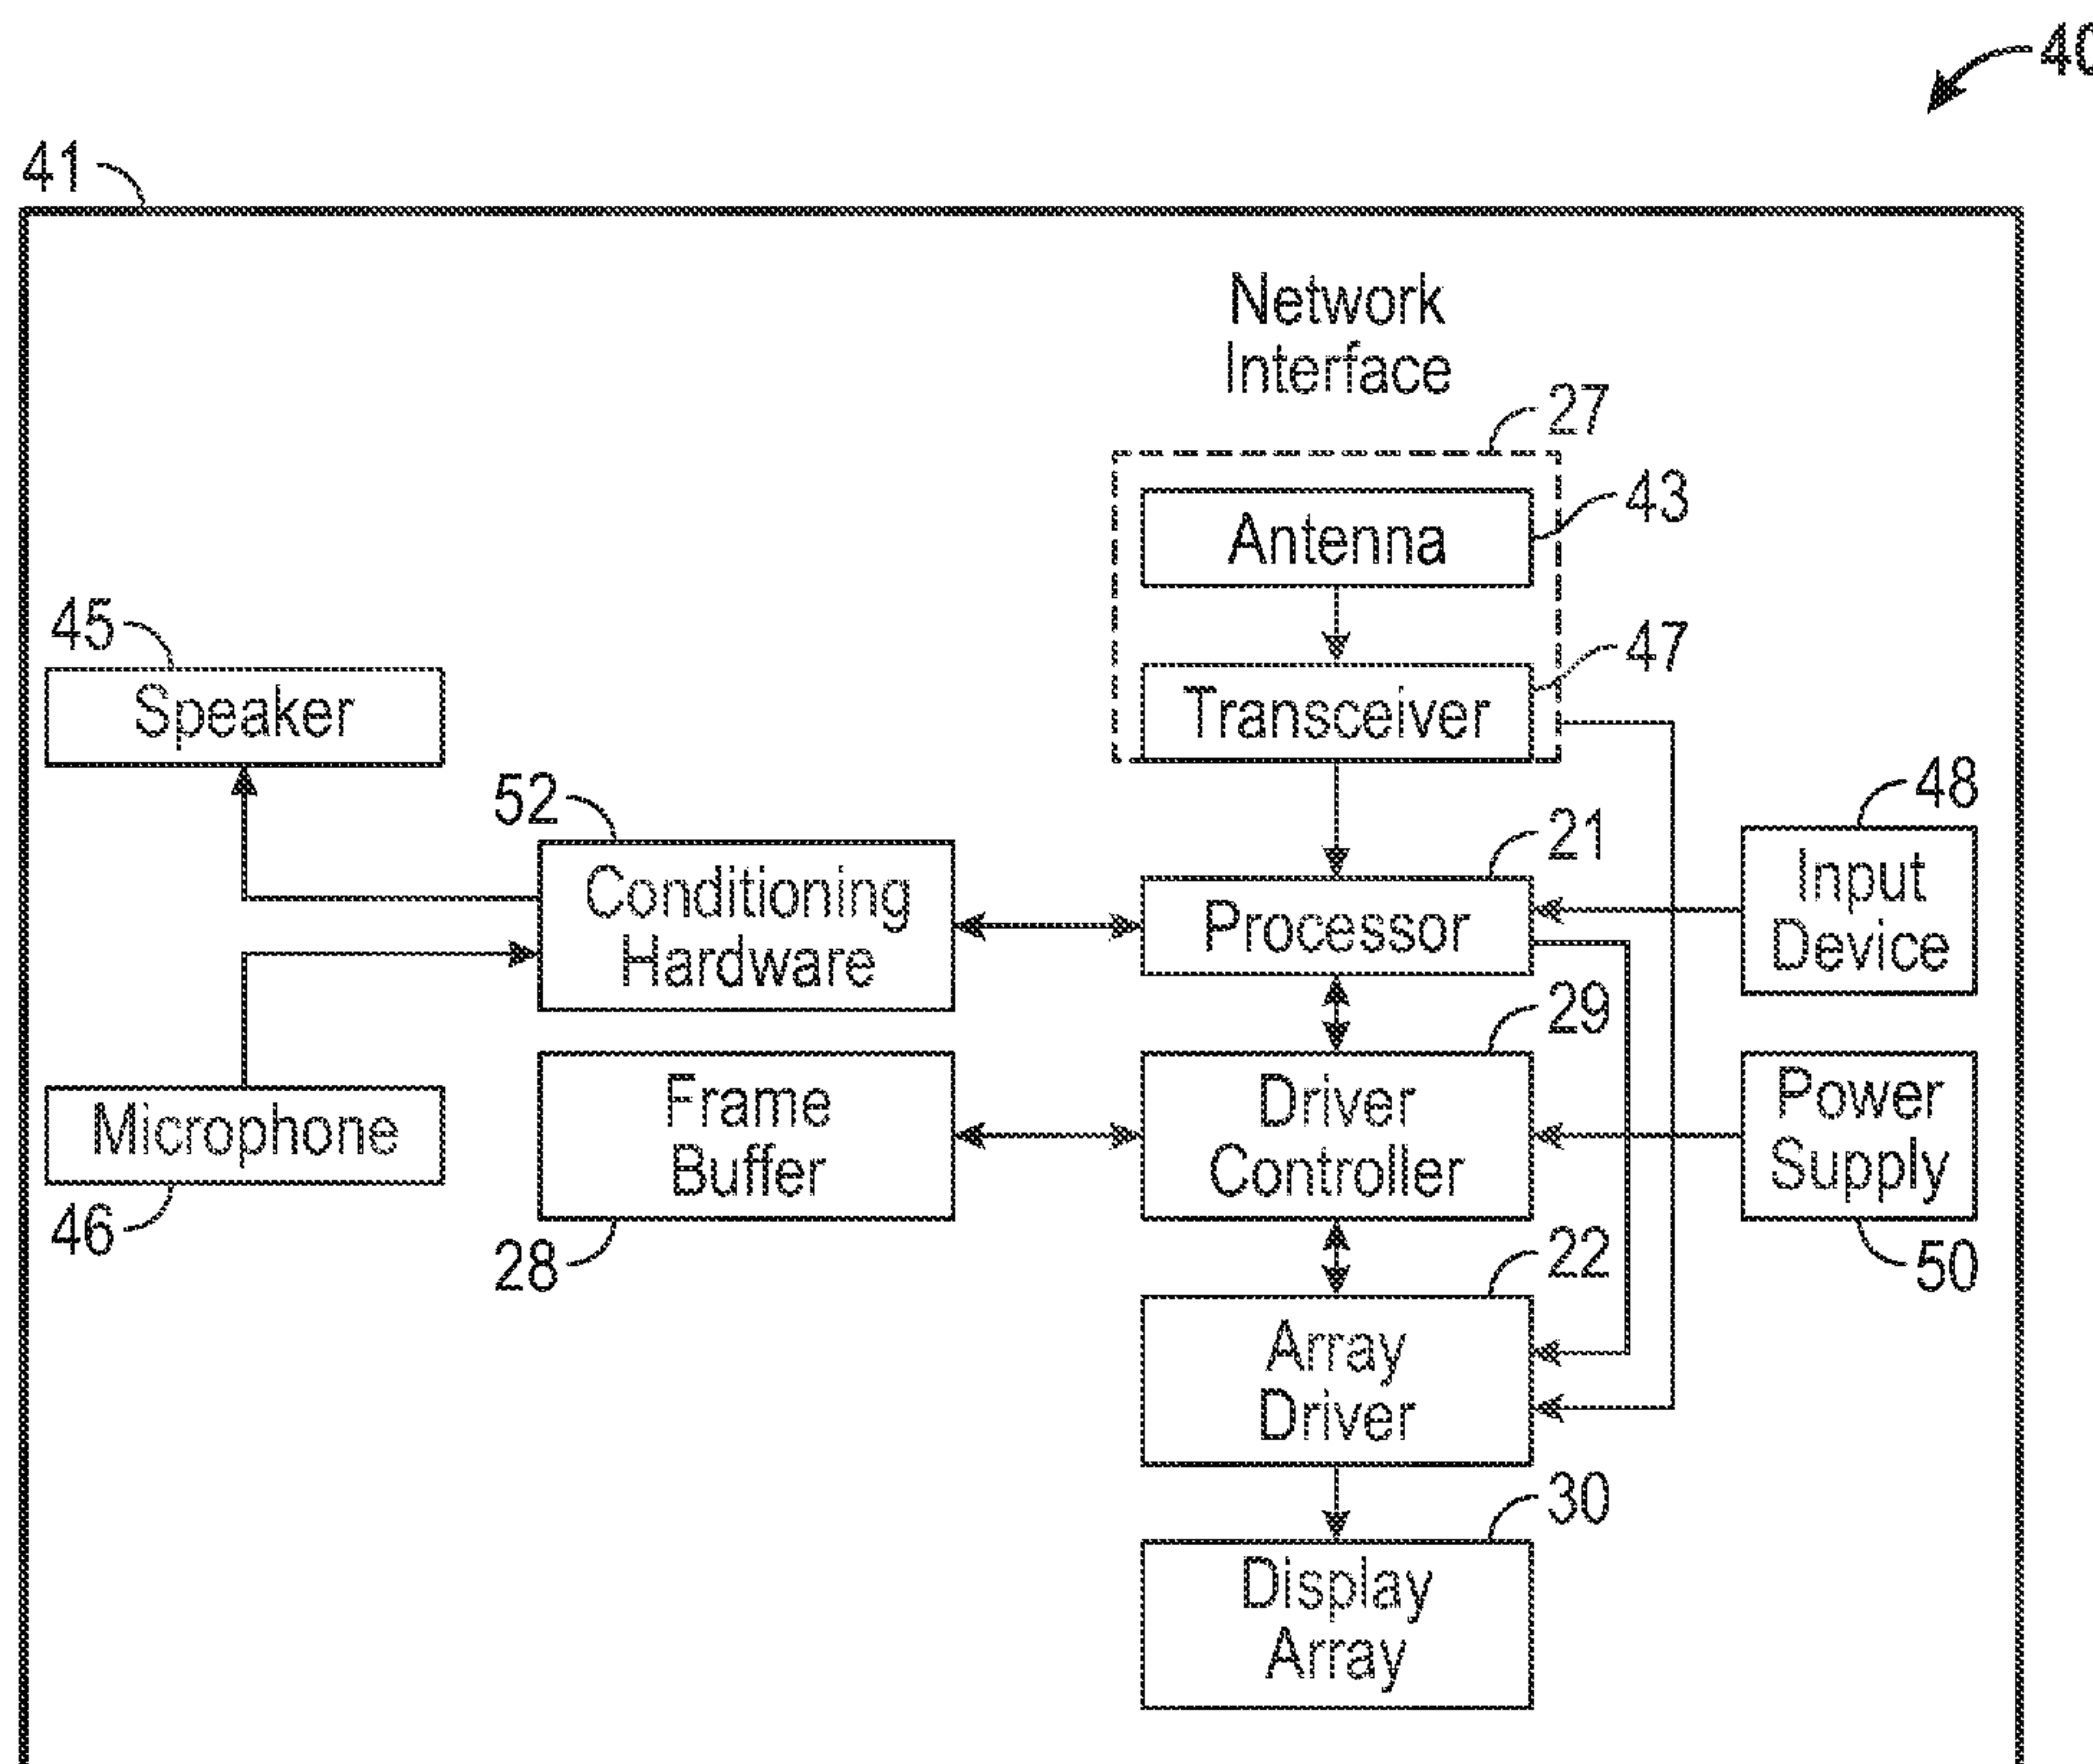 40
41
Network
Interface
27
Antenna
43
Transceiver
47
45
Speaker
52
Conditioning
Hardware
21
Processor
48
Input
Device
Microphone
46
Frame
Buffer
28
29
Driver
Controller
Power
Supply
50
22
Array
Driver
30
Display
Array